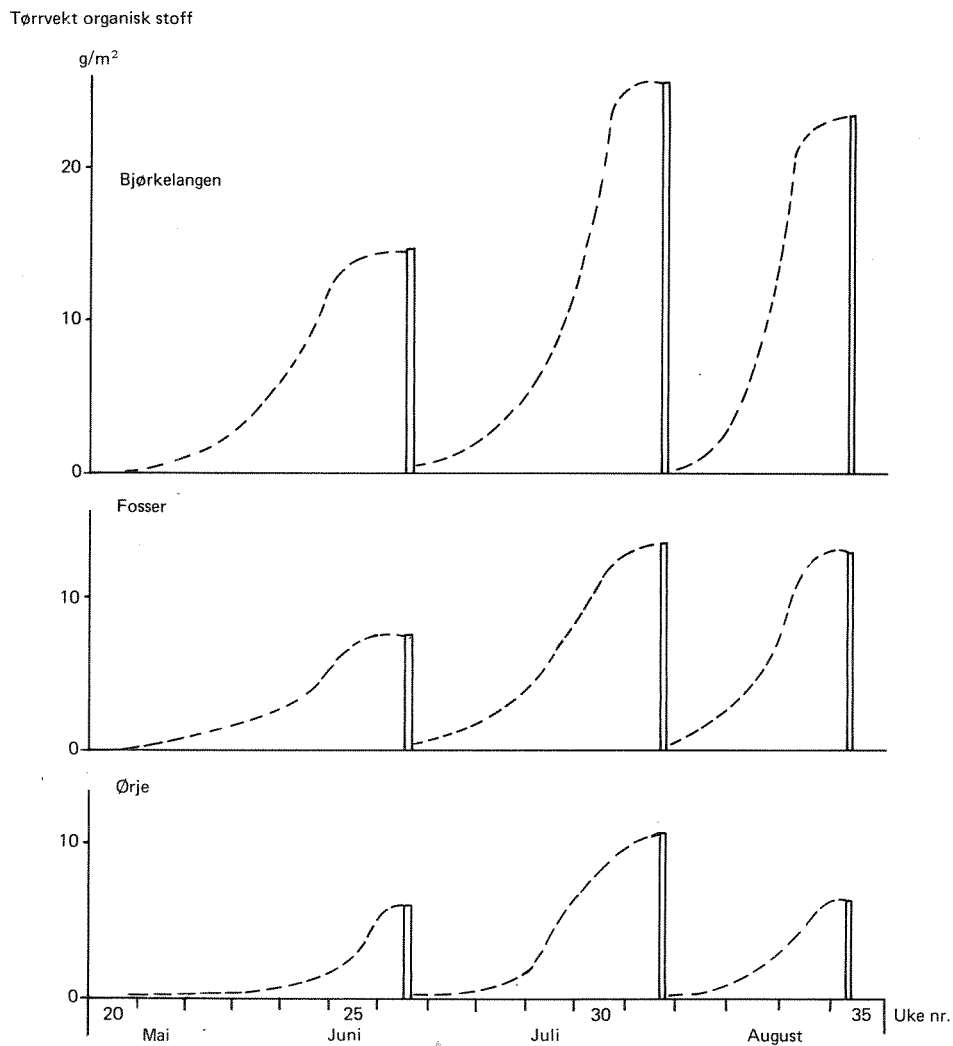 Tørrvekt organisk stoff
g/m²
20
Bjørkelangen
10
0
Fosser
10
0
Ørje
10
0
20 25 30 35 Uke nr.
Mai Juni Juli August